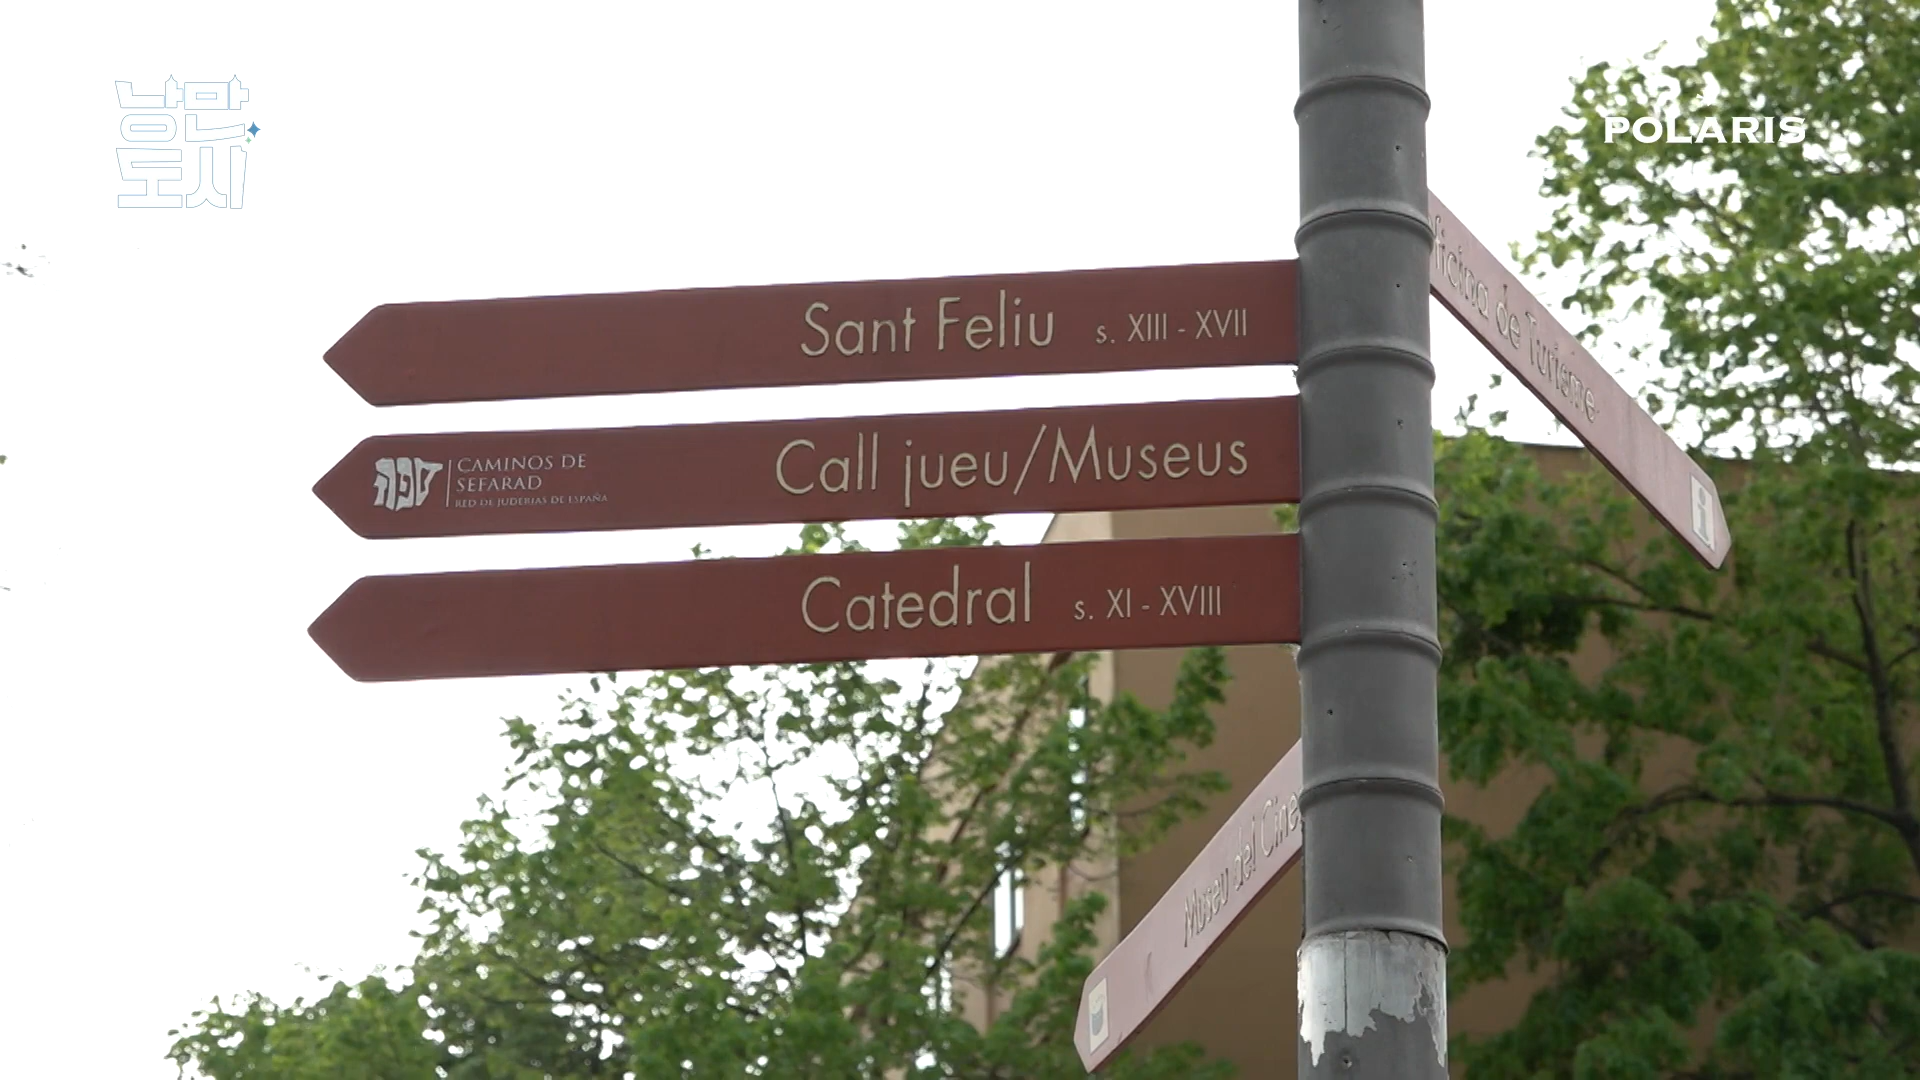 낭만
도시
POLARIS
Sant Feliu s. XIII - XVII
CAMINOS DE
SEFARAD
RED DE JUDERÍAS DE ESPAÑA
Call jueu/Museus
Catedral s. XI - XVIII
Oficina de Turisme
i
Museu del Cine